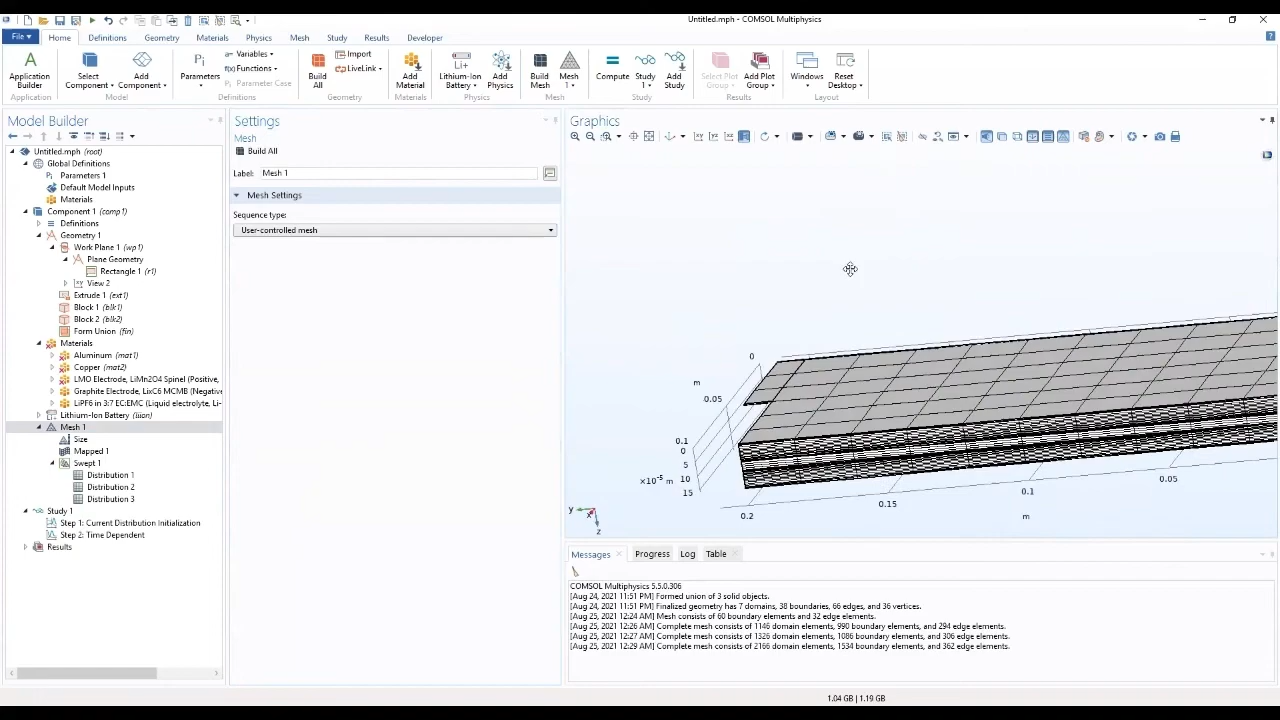 Untitled.mph - COMSOL Multiphysics
File Home Definitions Geometry Materials Physics Mesh Study Results Developer
Application Builder
Application
Select Component
Add Component
Model
Parameters
a= Variables
f(x) Functions
Pi Parameter Case
Definitions
Build All
Import
LiveLink
Geometry
Add Material
Materials
Lithium-Ion Battery
Add Physics
Physics
Build Mesh
Mesh 1
Mesh
Compute
Study 1
Add Study
Study
Select Plot Group
Add Plot Group
Results
Windows
Reset Desktop
Layout
Model Builder
Untitled.mph (root)
Global Definitions
Pi Parameters 1
Default Model Inputs
Materials
Component 1 (comp1)
Definitions
Geometry 1
Work Plane 1 (wp1)
Plane Geometry
Rectangle 1 (r1)
xy View 2
Extrude 1 (ext1)
Block 1 (blk1)
Block 2 (blk2)
Form Union (fin)
Materials
Aluminum (mat1)
Copper (mat2)
LMO Electrode, LiMn2O4 Spinel (Positive,
Graphite Electrode, LixC6 MCMB (Negative
LiPF6 in 3:7 EC:EMC (Liquid electrolyte, Li-
Lithium-Ion Battery (liion)
Mesh 1
Size
Mapped 1
Swept 1
Distribution 1
Distribution 2
Distribution 3
Study 1
Step 1: Current Distribution Initialization
Step 2: Time Dependent
Results
Settings
Mesh
Build All
Label: Mesh 1
Mesh Settings
Sequence type:
User-controlled mesh
Graphics
0
m
0.05
0.1
0
5
×10⁻⁵ m
10
15
0.2
0.15
0.1
0.05
m
y x z
Messages Progress Log Table
COMSOL Multiphysics 5.5.0.306
[Aug 24, 2021 11:51 PM] Formed union of 3 solid objects.
[Aug 24, 2021 11:51 PM] Finalized geometry has 7 domains, 38 boundaries, 66 edges, and 36 vertices.
[Aug 25, 2021 12:24 AM] Mesh consists of 60 boundary elements and 32 edge elements.
[Aug 25, 2021 12:26 AM] Complete mesh consists of 1146 domain elements, 990 boundary elements, and 294 edge elements.
[Aug 25, 2021 12:27 AM] Complete mesh consists of 1326 domain elements, 1086 boundary elements, and 306 edge elements.
[Aug 25, 2021 12:29 AM] Complete mesh consists of 2166 domain elements, 1534 boundary elements, and 362 edge elements.
1.04 GB | 1.19 GB